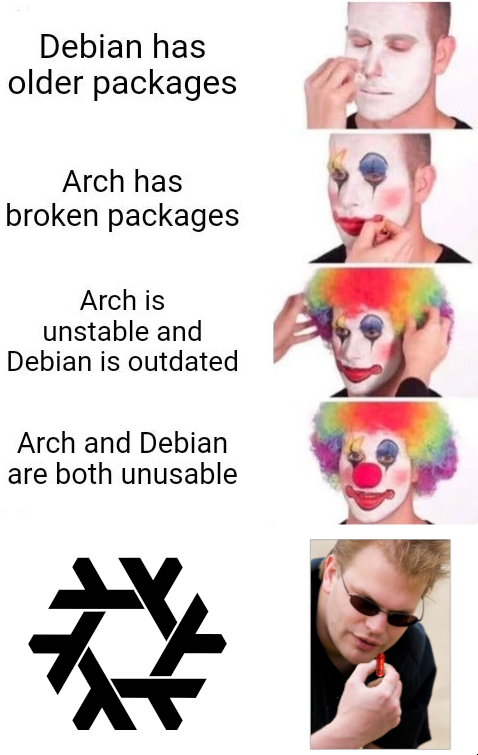 Debian has
older packages
Arch has
broken packages
Arch is
unstable and
Debian is outdated
Arch and Debian
are both unusable